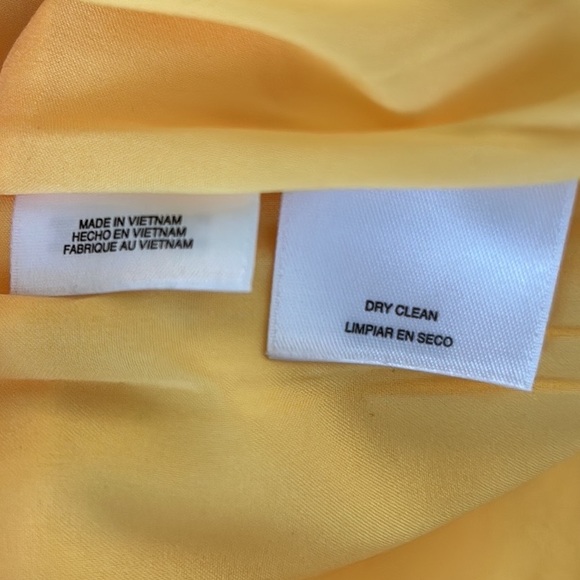 MADE IN VIETNAM
HECHO EN VIETNAM
FABRIQUE AU VIETNAM
DRY CLEAN
LIMPIAR EN SECO